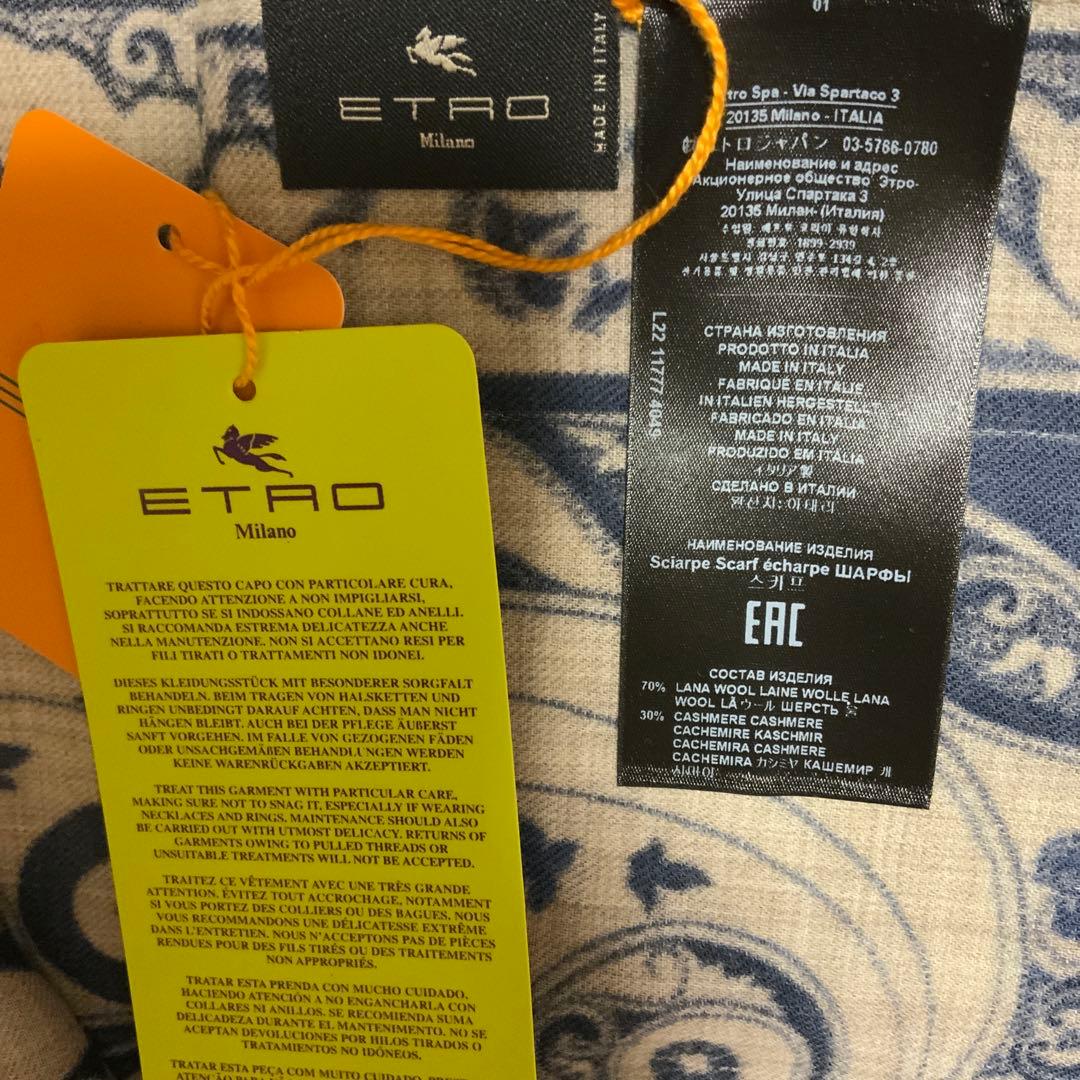 ETRO
Milano
MADE IN ITALY
01
tro Spa - Via Spartaco 3
20135 Milano - ITALIA
トロジャパン 03-5766-0780
Наименование и адрес
Акционерное общество Этро-
Улица Спартака 3
20135 Милан- (Италия)
1899-2939
L22 11777 4049
СТРАНА ИЗГОТОВЛЕНИЯ
PRODOTTO IN ITALIA
MADE IN ITALY
FABRIQUÉ EN ITALIE
IN ITALIEN HERGESTELLT
FABRICADO EN ITALIA
MADE IN ITALY
PRODUZIDO EM ITALIA
イタリア製
СДЕЛАНО В ИТАЛИИ
원산지: 이태리
НАИМЕНОВАНИЕ ИЗДЕЛИЯ
Sciarpe Scarf écharpe ШАРФЫ
스카프
EAC
СОСТАВ ИЗДЕЛИЯ
70% LANA WOOL LAINE WOLLE LANA
WOOL LÃ ウール ШЕРСТЬ 울
30% CASHMERE CASHMERE
CACHEMIRE KASCHMIR
CACHEMIRA CASHMERE
CACHEMIRA カシミヤ КАШЕМИР 캐
ETRO
Milano
TRATTARE QUESTO CAPO CON PARTICOLARE CURA,
FACENDO ATTENZIONE A NON IMPIGLIARSI,
SOPRATTUTTO SE SI INDOSSANO COLLANE ED ANELLI.
SI RACCOMANDA ESTREMA DELICATEZZA ANCHE
NELLA MANUTENZIONE. NON SI ACCETTANO RESI PER
FILI TIRATI O TRATTAMENTI NON IDONEI.
DIESES KLEIDUNGSSTÜCK MIT BESONDERER SORGFALT
BEHANDELN. BEIM TRAGEN VON HALSKETTEN UND
RINGEN UNBEDINGT DARAUF ACHTEN, DASS MAN NICHT
HÄNGEN BLEIBT. AUCH BEI DER PFLEGE ÄUBERST
SANFT VORGEHEN. IM FALLE VON GEZOGENEN FÄDEN
ODER UNSACHGEMÄßEN BEHANDLUNGEN WERDEN
KEINE WARENRÜCKGABEN AKZEPTIERT.
TREAT THIS GARMENT WITH PARTICULAR CARE,
MAKING SURE NOT TO SNAG IT, ESPECIALLY IF WEARING
NECKLACES AND RINGS. MAINTENANCE SHOULD ALSO
BE CARRIED OUT WITH UTMOST DELICACY. RETURNS OF
GARMENTS OWING TO PULLED THREADS OR
UNSUITABLE TREATMENTS WILL NOT BE ACCEPTED.
TRAITEZ CE VÊTEMENT AVEC UNE TRÈS GRANDE
ATTENTION. ÉVITEZ TOUT ACCROCHAGE, NOTAMMENT
SI VOUS PORTEZ DES COLLIERS OU DES BAGUES. NOUS
VOUS RECOMMANDONS UNE DÉLICATESSE EXTRÊME
DANS L'ENTRETIEN. NOUS N'ACCEPTONS PAS DE PIÈCES
RENDUES POUR DES FILS TIRÉS OU DES TRAITEMENTS
NON APPROPRIÉS.
TRATAR ESTA PRENDA CON MUCHO CUIDADO,
HACIENDO ATENCIÓN A NO ENGANCHARLA CON
COLLARES NI ANILLOS. SE RECOMIENDA SUMA
DELICADEZA DURANTE EL MANTENIMIENTO. NO SE
ACEPTAN DEVOLUCIONES POR HILOS TIRADOS O
TRATAMIENTOS NO IDÓNEOS.
TRATAR ESTA PEÇA COM MUITO CUIDADO,